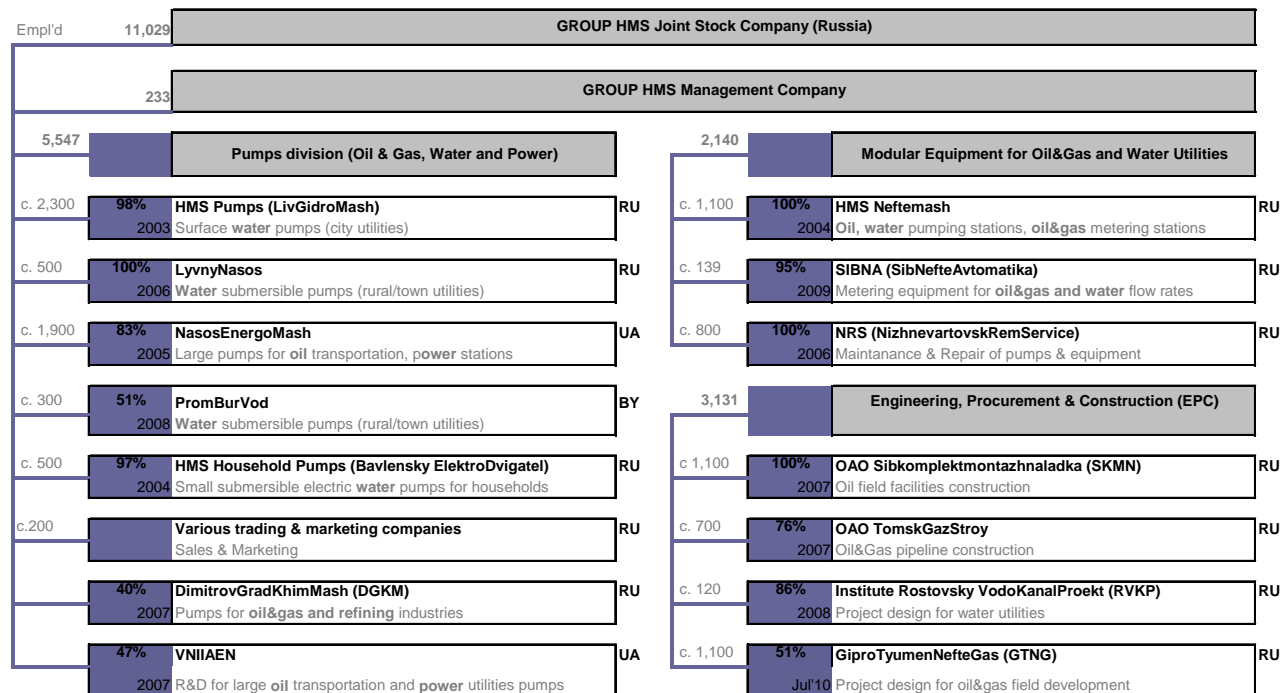 Empl'd 11,029 GROUP HMS Joint Stock Company (Russia)
233 GROUP HMS Management Company
5,547 Pumps division (Oil & Gas, Water and Power)
c. 2,300 98% HMS Pumps (LivGidroMash) RU
2003 Surface water pumps (city utilities)
c. 500 100% LyvnyNasos RU
2006 Water submersible pumps (rural/town utilities)
c. 1,900 83% NasosEnergoMash UA
2005 Large pumps for oil transportation, power stations
c. 300 51% PromBurVod BY
2008 Water submersible pumps (rural/town utilities)
c. 500 97% HMS Household Pumps (Bavlensky ElektroDvigatel) RU
2004 Small submersible electric water pumps for households
c.200 Various trading & marketing companies RU
Sales & Marketing
40% DimitrovGradKhimMash (DGKM) RU
2007 Pumps for oil&gas and refining industries
47% VNIIAEN UA
2007 R&D for large oil transportation and power utilities pumps
2,140 Modular Equipment for Oil&Gas and Water Utilities
c. 1,100 100% HMS Neftemash RU
2004 Oil, water pumping stations, oil&gas metering stations
c. 139 95% SIBNA (SibNefteAvtomatika) RU
2009 Metering equipment for oil&gas and water flow rates
c. 800 100% NRS (NizhnevartovskRemService) RU
2006 Maintanance & Repair of pumps & equipment
3,131 Engineering, Procurement & Construction (EPC)
c 1,100 100% OAO Sibkomplektmontazhnaladka (SKMN) RU
2007 Oil field facilities construction
c. 700 76% OAO TomskGazStroy RU
2007 Oil&Gas pipeline construction
c. 120 86% Institute Rostovsky VodoKanalProekt (RVKP) RU
2008 Project design for water utilities
c. 1,100 51% GiproTyumenNefteGas (GTNG) RU
Jul'10 Project design for oil&gas field development